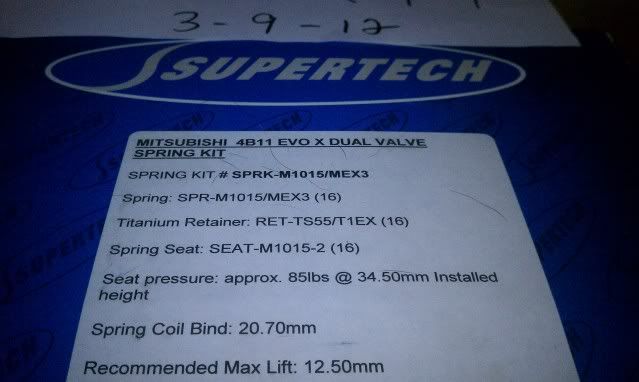 3-9-12
SUPERTECH
MITSUBISHI 4B11 EVO X DUAL VALVE
SPRING KIT
SPRING KIT # SPRK-M1015/MEX3
Spring: SPR-M1015/MEX3 (16)
Titanium Retainer: RET-TS55/T1EX (16)
Spring Seat: SEAT-M1015-2 (16)
Seat pressure: approx. 85lbs @ 34.50mm Installed
height
Spring Coil Bind: 20.70mm
Recommended Max Lift: 12.50mm